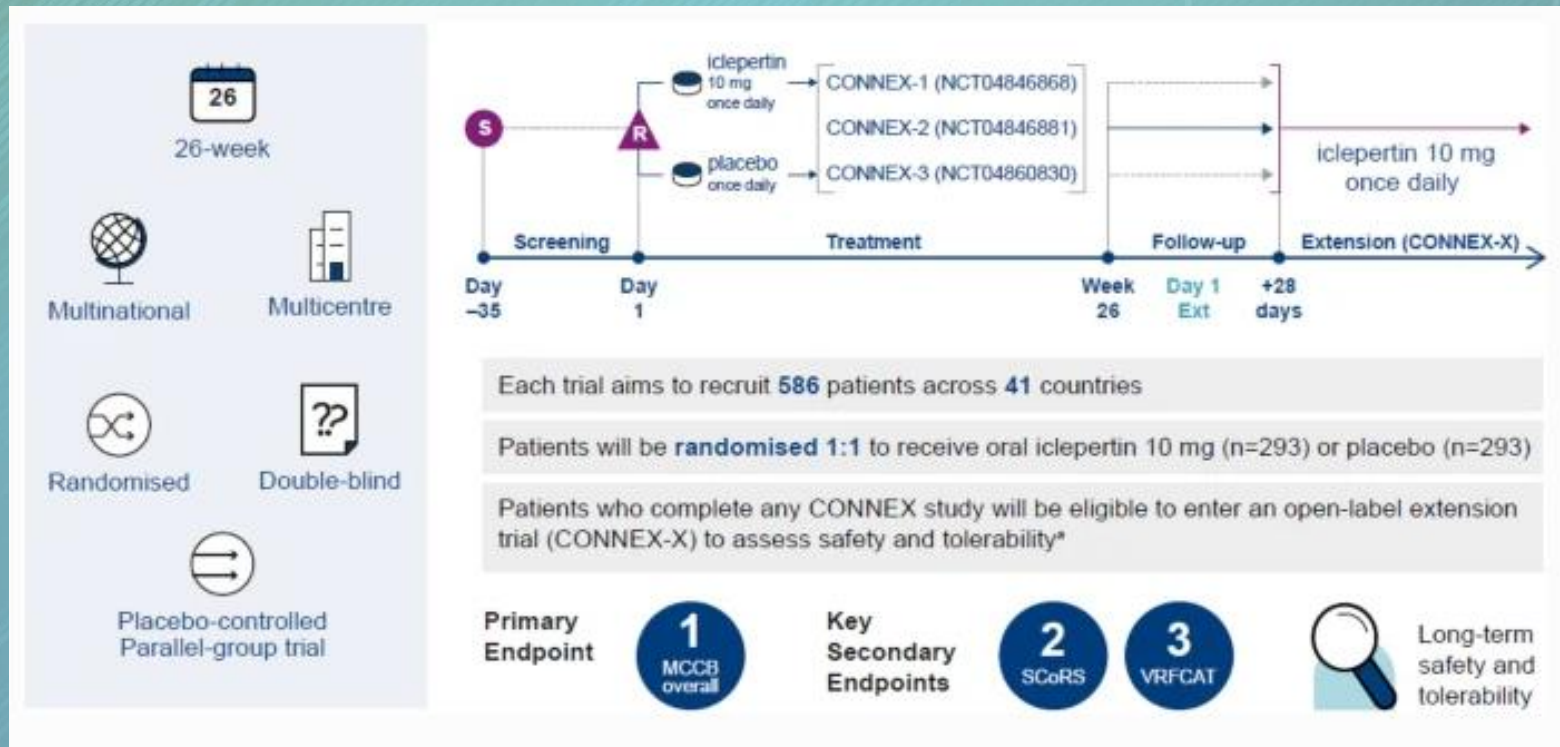 26
26-week
Multinational
Multicentre
Randomised
??
Double-blind
Placebo-controlled
Parallel-group trial
S
R
iclepertin
10 mg
once daily
placebo
once daily
CONNEX-1 (NCT04846868)
CONNEX-2 (NCT04846881)
CONNEX-3 (NCT04860830)
iclepertin 10 mg
once daily
Screening
Treatment
Follow-up
Extension (CONNEX-X)
Day
–35
Day
1
Week
26
Day 1
Ext
+28
days
Each trial aims to recruit 586 patients across 41 countries
Patients will be randomised 1:1 to receive oral iclepertin 10 mg (n=293) or placebo (n=293)
Patients who complete any CONNEX study will be eligible to enter an open-label extension
trial (CONNEX-X) to assess safety and tolerabilityᵃ
Primary
Endpoint
1
MCCB
overall
Key
Secondary
Endpoints
2
SCoRS
3
VRFCAT
Long-term
safety and
tolerability